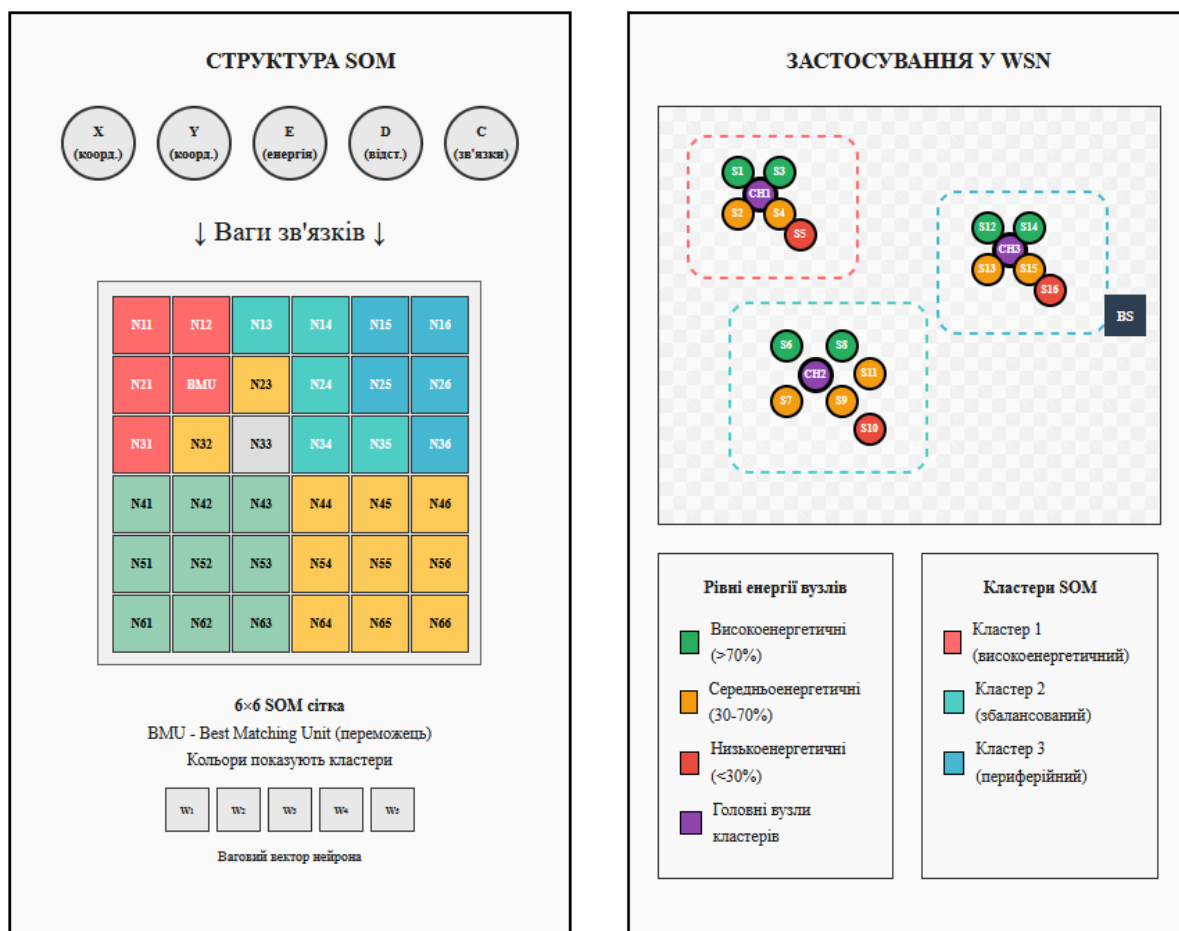 СТРУКТУРА SOM
X
(коорд.)
Y
(коорд.)
E
(енергія)
D
(відст.)
C
(зв'язки)
↓ Ваги зв'язків ↓
N11 N12 N13 N14 N15 N16
N21 BMU N23 N24 N25 N26
N31 N32 N33 N34 N35 N36
N41 N42 N43 N44 N45 N46
N51 N52 N53 N54 N55 N56
N61 N62 N63 N64 N65 N66
6×6 SOM сітка
BMU - Best Matching Unit (переможець)
Кольори показують кластери
W₁ W₂ W₃ W₄ W₅
Ваговий вектор нейрона
ЗАСТОСУВАННЯ У WSN
S1 S3
CH1
S2 S4
S5
S12 S14
CH3
S13 S15
S16
BS
S6 S8
CH2 S11
S7 S9
S10
Рівні енергії вузлів
Високоенергетичні
(>70%)
Середньоенергетичні
(30-70%)
Низькоенергетичні
(<30%)
Головні вузли
кластерів
Кластери SOM
Кластер 1
(високоенергетичний)
Кластер 2
(збалансований)
Кластер 3
(периферійний)